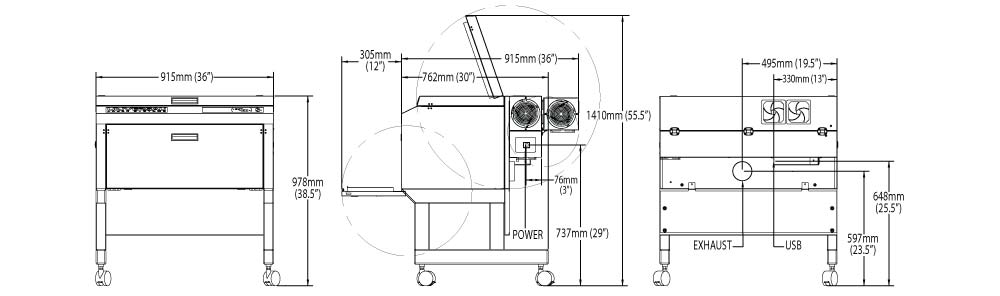 915mm (36")
978mm
(38.5")
305mm
(12")
915mm (36")
762mm (30")
1410mm (55.5")
76mm
(3")
POWER
737mm (29")
495mm (19.5")
330mm (13")
EXHAUST
USB
648mm
(25.5")
597mm
(23.5")